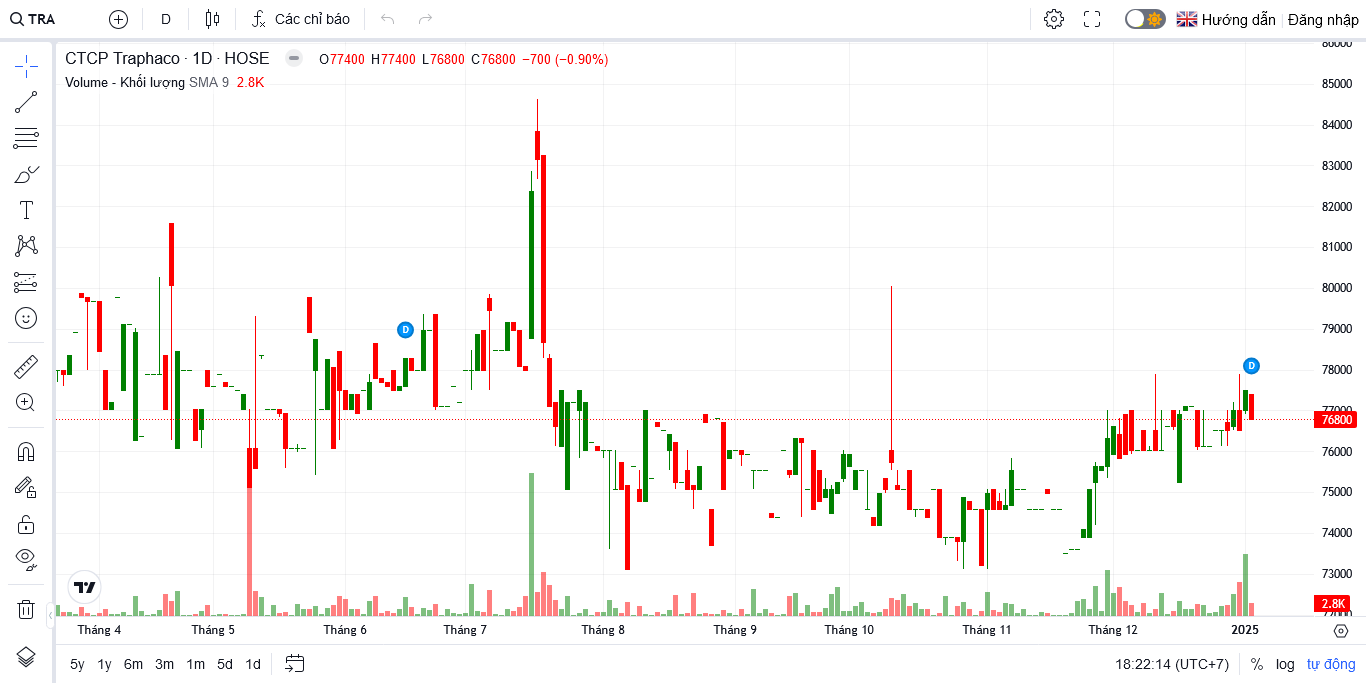 TRA D Các chỉ báo Hướng dẫn Đăng nhập
CTCP Traphaco · 1D · HOSE O77400 H77400 L76800 C76800 −700 (−0.90%)
Volume - Khối lượng SMA 9 2.8K
86000
85000
84000
83000
82000
81000
80000
79000
78000
77000
76800
76000
75000
74000
73000
2.8K
72000
D
D
Tháng 4 Tháng 5 Tháng 6 Tháng 7 Tháng 8 Tháng 9 Tháng 10 Tháng 11 Tháng 12 2025
5y 1y 6m 3m 1m 5d 1d 18:22:14 (UTC+7) % log tự động